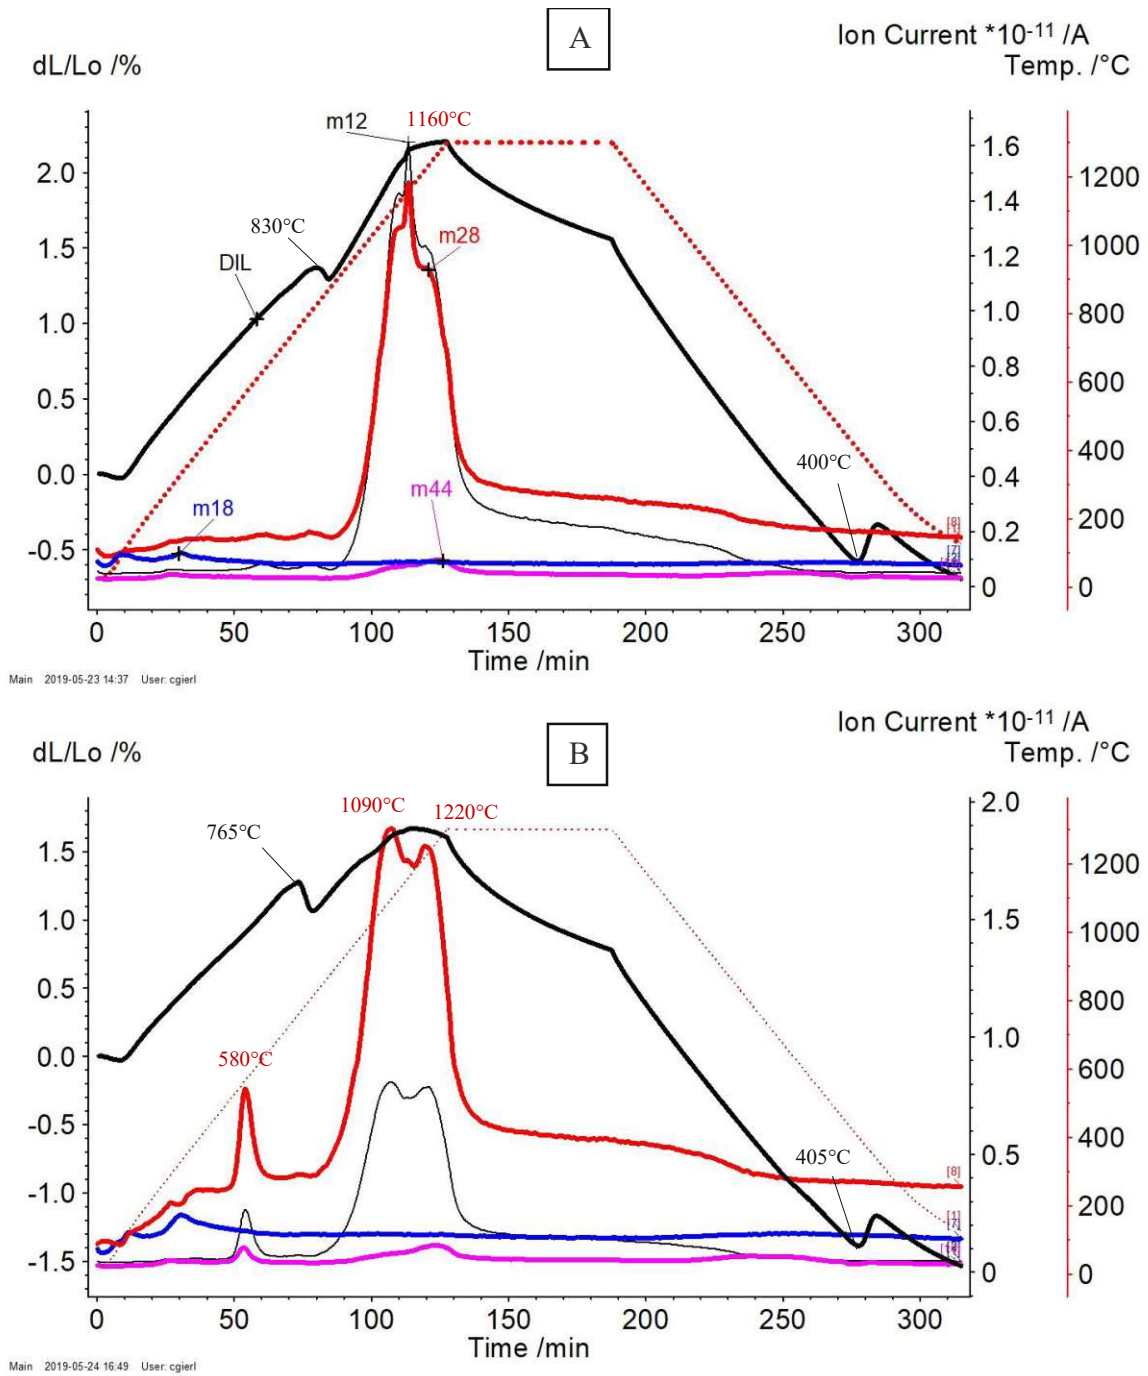 A
Ion Current *10-11 /A
dL/Lo /%
Temp. /°C
m12
1160°C
1.6
2.0
1200
1.4
m28
830°C
1.5
1.2
1000
DIL
1.0
1.0
800
0.8
0.5
600
0.6
400°C
0.0
m44
0.4
400
m18
[8]
[1]
0.2
200
-0.5
[7]
0
0
0 50 100 150 200 250 300
Time /min
Main 2019-05-23 14:37 User: cgierl
Ion Current *10-11 /A
B
dL/Lo /%
Temp. /°C
1090°C
1220°C
2.0
765°C
1.5
1200
1.5
1.0
1000
0.5
1.0
800
0.0
580°C
600
-0.5
0.5
400
405°C
[8]
-1.0
200
[1]
[7]
-1.5
0
0
0 50 100 150 200 250 300
Time /min
Main 2019-05-24 16:49 User: cgierl